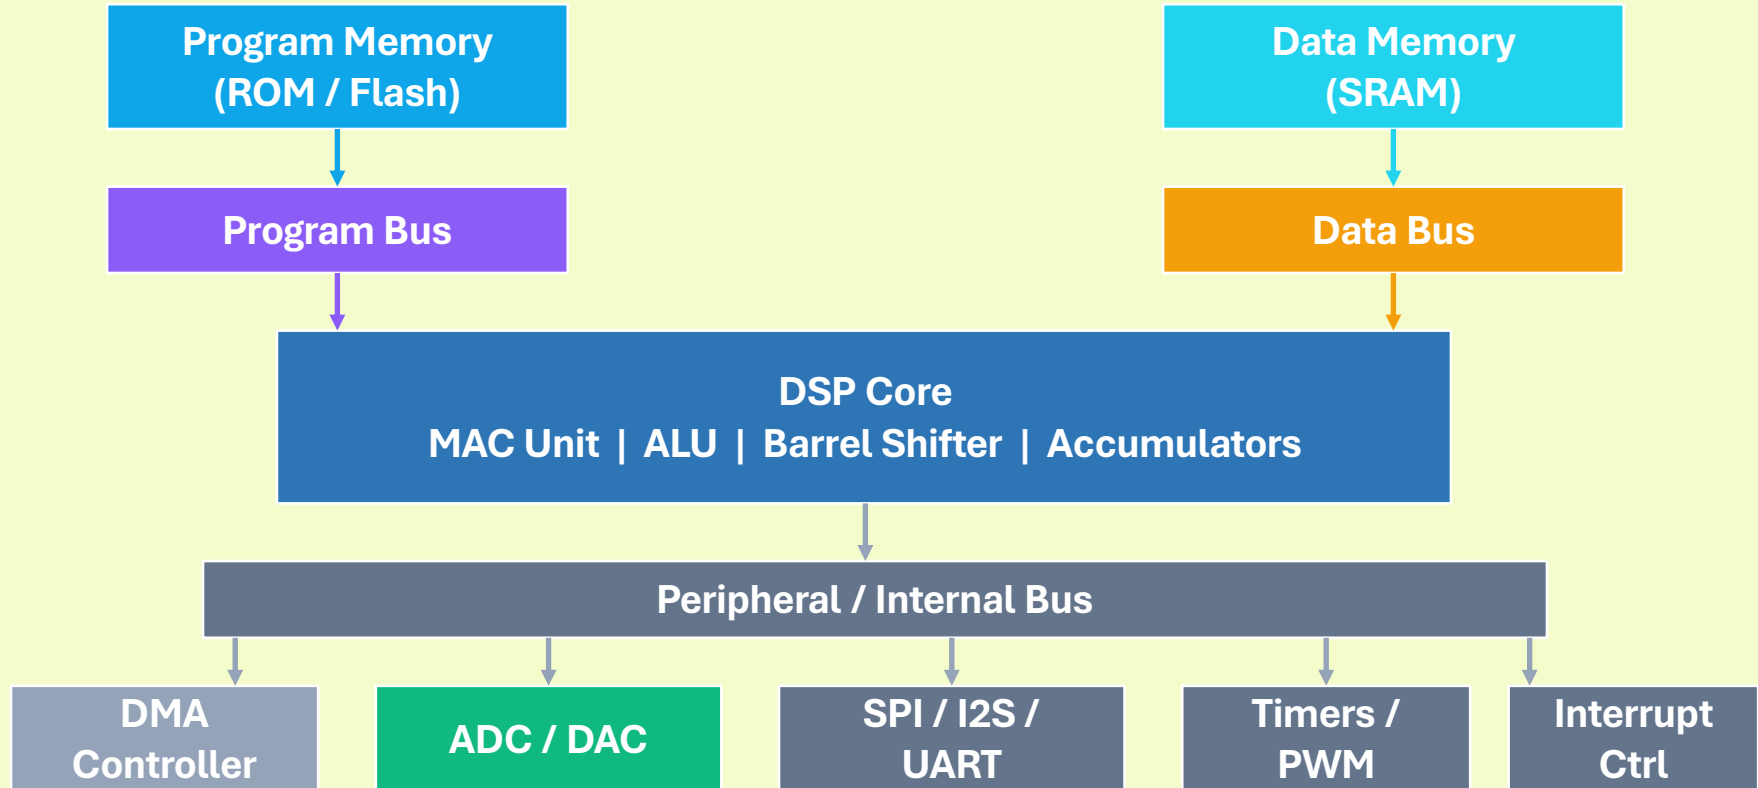 Program Memory
(ROM / Flash)
Data Memory
(SRAM)
Program Bus
Data Bus
DSP Core
MAC Unit | ALU | Barrel Shifter | Accumulators
Peripheral / Internal Bus
DMA
Controller
ADC / DAC
SPI / I2S /
UART
Timers /
PWM
Interrupt
Ctrl